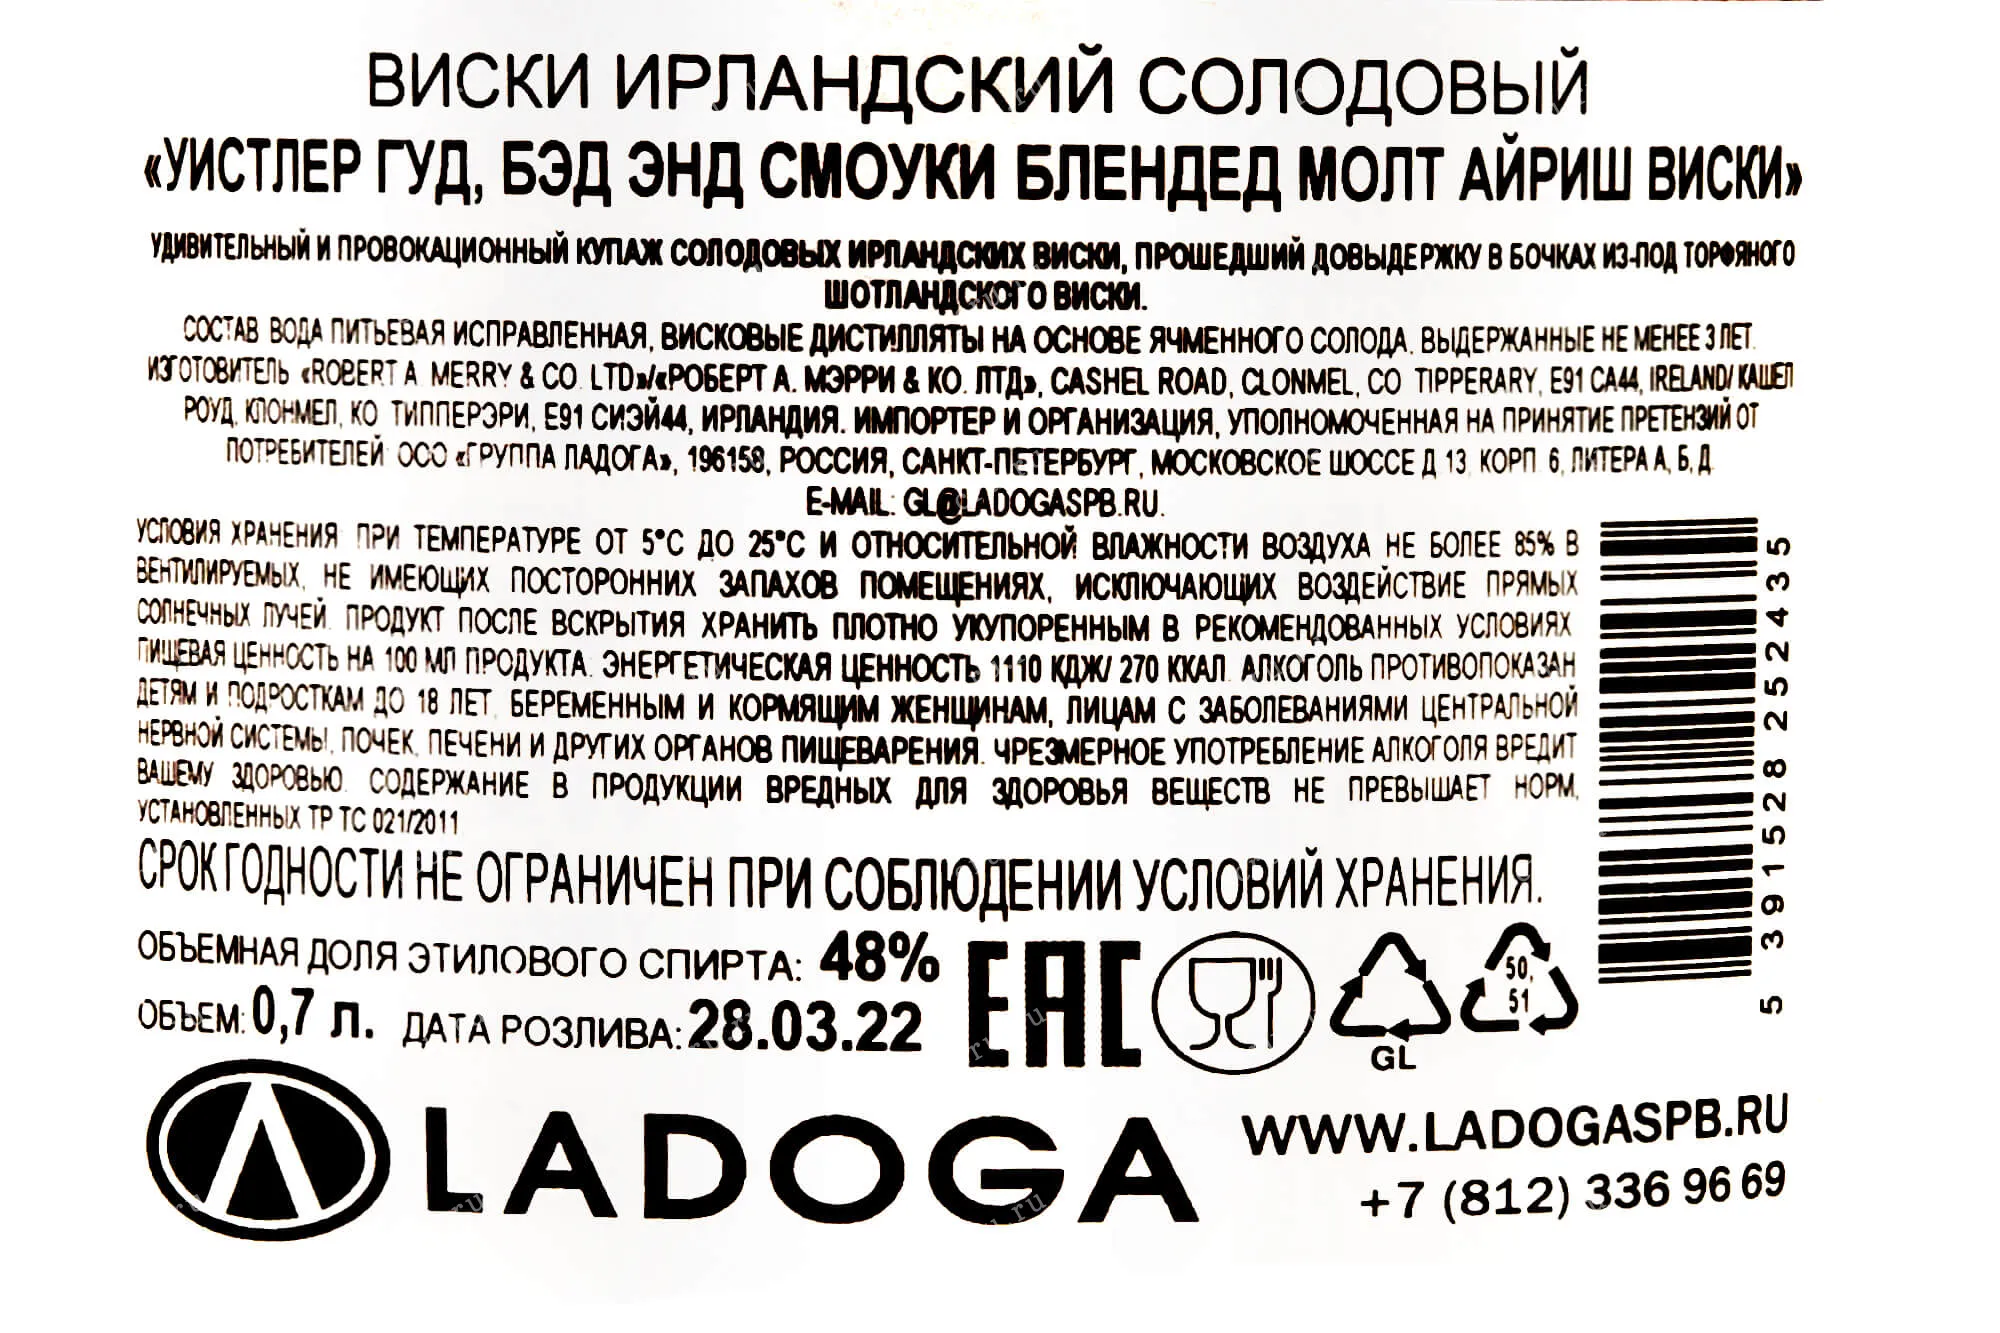 ВИСКИ ИРЛАНДСКИЙ СОЛОДОВЫЙ
«УИСТЛЕР ГУД, БЭД ЭНД СМОУКИ БЛЕНДЕД МОЛТ АЙРИШ ВИСКИ»
УДИВИТЕЛЬНЫЙ И ПРОВОКАЦИОННЫЙ КУПАЖ СОЛОДОВЫХ ИРЛАНДСКИХ ВИСКИ, ПРОШЕДШИЙ ДОВЫДЕРЖКУ В БОЧКАХ ИЗ-ПОД ТОРФЯНОГО
ШОТЛАНДСКОГО ВИСКИ.
СОСТАВ ВОДА ПИТЬЕВАЯ ИСПРАВЛЕННАЯ, ВИСКОВЫЕ ДИСТИЛЛЯТЫ НА ОСНОВЕ ЯЧМЕННОГО СОЛОДА, ВЫДЕРЖАННЫЕ НЕ МЕНЕЕ 3 ЛЕТ.
ИЗГОТОВИТЕЛЬ «ROBERT A. MERRY & CO. LTD»/«РОБЕРТ А. МЭРРИ & КО. ЛТД», CASHEL ROAD, CLONMEL, CO. TIPPERARY, E91 CA44, IRELAND/ КАШЕЛ
РОУД, КЛОНМЕЛ, КО. ТИППЕРЭРИ, E91 СИЭЙ44, ИРЛАНДИЯ. ИМПОРТЕР И ОРГАНИЗАЦИЯ, УПОЛНОМОЧЕННАЯ НА ПРИНЯТИЕ ПРЕТЕНЗИЙ ОТ
ПОТРЕБИТЕЛЕЙ: ООО «ГРУППА ЛАДОГА», 196158, РОССИЯ, САНКТ-ПЕТЕРБУРГ, МОСКОВСКОЕ ШОССЕ Д 13, КОРП. 6, ЛИТЕРА А, Б, Д.
E-MAIL: GL@LADOGASPB.RU.
УСЛОВИЯ ХРАНЕНИЯ: ПРИ ТЕМПЕРАТУРЕ ОТ 5°С ДО 25°С И ОТНОСИТЕЛЬНОЙ ВЛАЖНОСТИ ВОЗДУХА НЕ БОЛЕЕ 85% В
ВЕНТИЛИРУЕМЫХ, НЕ ИМЕЮЩИХ ПОСТОРОННИХ ЗАПАХОВ ПОМЕЩЕНИЯХ, ИСКЛЮЧАЮЩИХ ВОЗДЕЙСТВИЕ ПРЯМЫХ
СОЛНЕЧНЫХ ЛУЧЕЙ. ПРОДУКТ ПОСЛЕ ВСКРЫТИЯ ХРАНИТЬ ПЛОТНО УКУПОРЕННЫМ В РЕКОМЕНДОВАННЫХ УСЛОВИЯХ
ПИЩЕВАЯ ЦЕННОСТЬ НА 100 МЛ ПРОДУКТА. ЭНЕРГЕТИЧЕСКАЯ ЦЕННОСТЬ 1110 КДЖ/ 270 ККАЛ. АЛКОГОЛЬ ПРОТИВОПОКАЗАН
ДЕТЯМ И ПОДРОСТКАМ ДО 18 ЛЕТ, БЕРЕМЕННЫМ И КОРМЯЩИМ ЖЕНЩИНАМ, ЛИЦАМ С ЗАБОЛЕВАНИЯМИ ЦЕНТРАЛЬНОЙ
НЕРВНОЙ СИСТЕМЫ, ПОЧЕК, ПЕЧЕНИ И ДРУГИХ ОРГАНОВ ПИЩЕВАРЕНИЯ. ЧРЕЗМЕРНОЕ УПОТРЕБЛЕНИЕ АЛКОГОЛЯ ВРЕДИТ
ВАШЕМУ ЗДОРОВЬЮ. СОДЕРЖАНИЕ В ПРОДУКЦИИ ВРЕДНЫХ ДЛЯ ЗДОРОВЬЯ ВЕЩЕСТВ НЕ ПРЕВЫШАЕТ НОРМ,
УСТАНОВЛЕННЫХ ТР ТС 021/2011
СРОК ГОДНОСТИ НЕ ОГРАНИЧЕН ПРИ СОБЛЮДЕНИИ УСЛОВИЙ ХРАНЕНИЯ.
5 391528 252435
ОБЪЕМНАЯ ДОЛЯ ЭТИЛОВОГО СПИРТА: 48%
ОБЪЕМ: 0,7 л. ДАТА РОЗЛИВА: 28.03.22
EAC
GL
50,
51
LADOGA
WWW.LADOGASPB.RU
+7 (812) 336 96 69